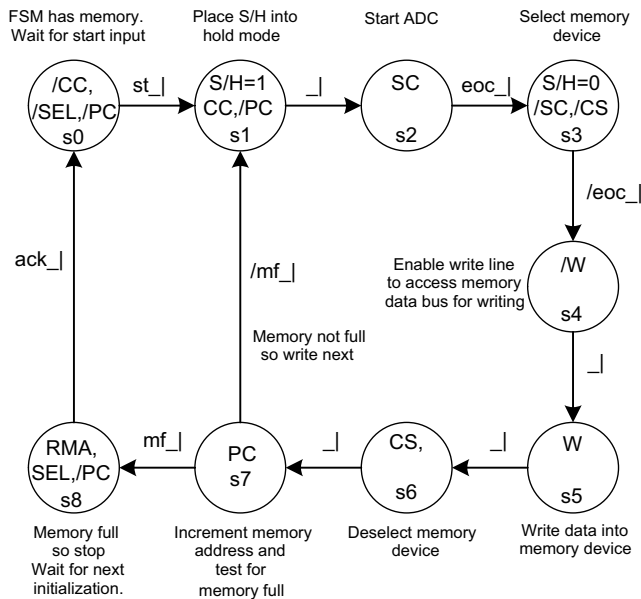 FSM has memory.
Wait for start input
Place S/H into
hold mode
Start ADC
Select memory
device
/CC,
/SEL,/PC
s0
st_|
S/H=1
CC,/PC
s1
_|
SC
s2
eoc_|
S/H=0
/SC,/CS
s3
/eoc_|
ack_|
/mf_|
Enable write line
to access memory
data bus for writing
/W
s4
Memory not full
so write next
_|
RMA,
SEL,/PC
s8
mf_|
PC
s7
_|
CS,
s6
_|
W
s5
Memory full
so stop
Wait for next
initialization.
Increment memory
address and
test for
memory full
Deselect memory
device
Write data into
memory device